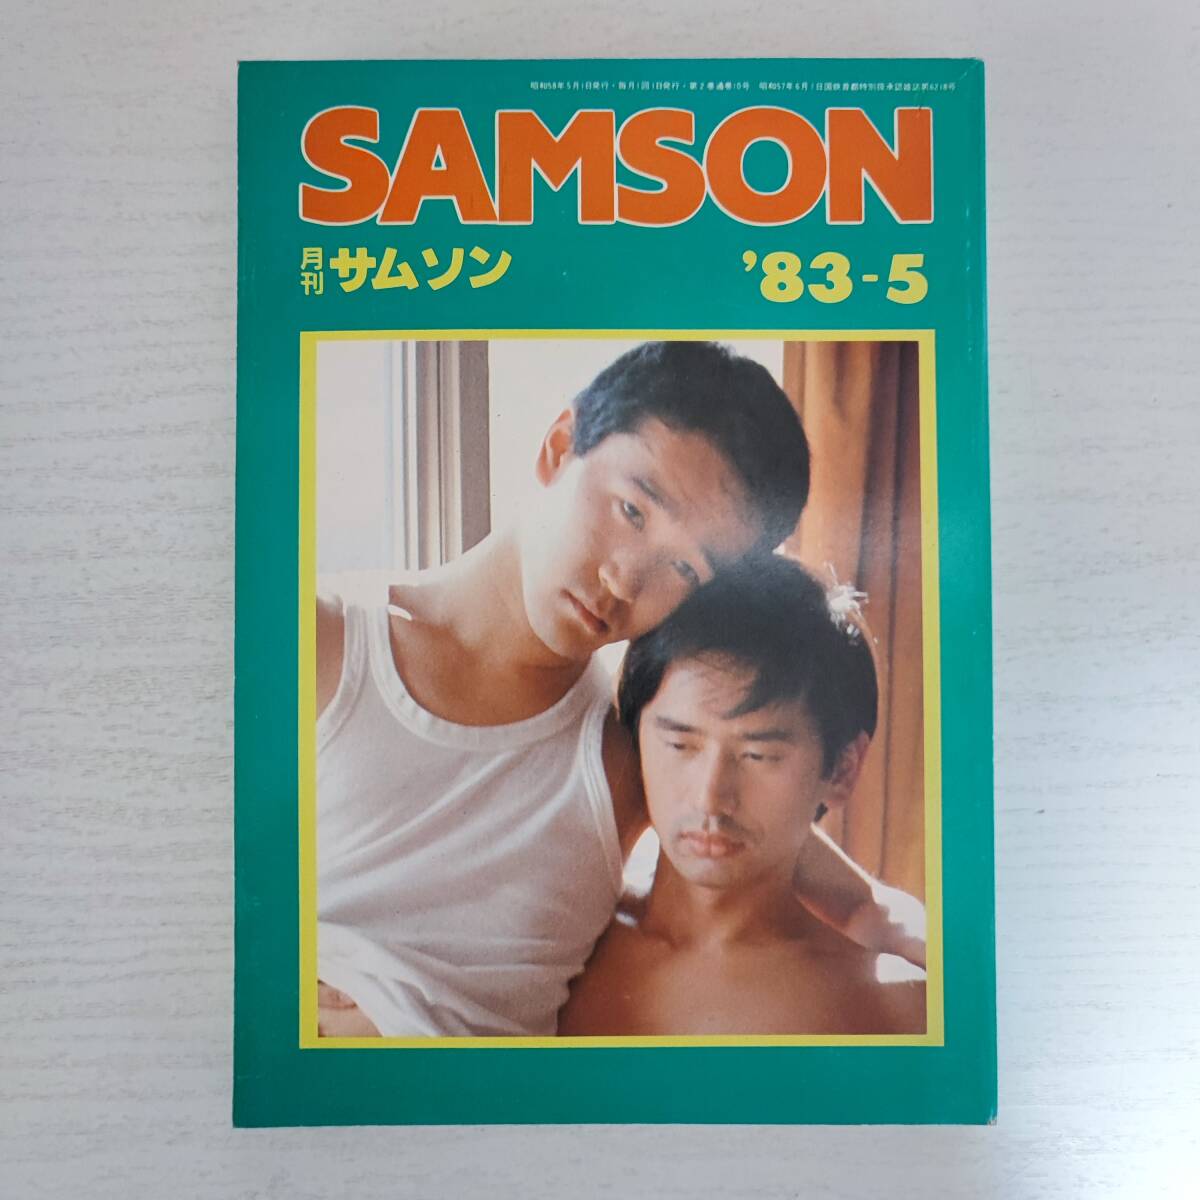 昭和58年5月1日発行・毎月1回1日発行・第2巻通巻10号 昭和57年6月1日国鉄首都特別扱承認雑誌第6218号
SAMSON
月刊サムソン
'83-5